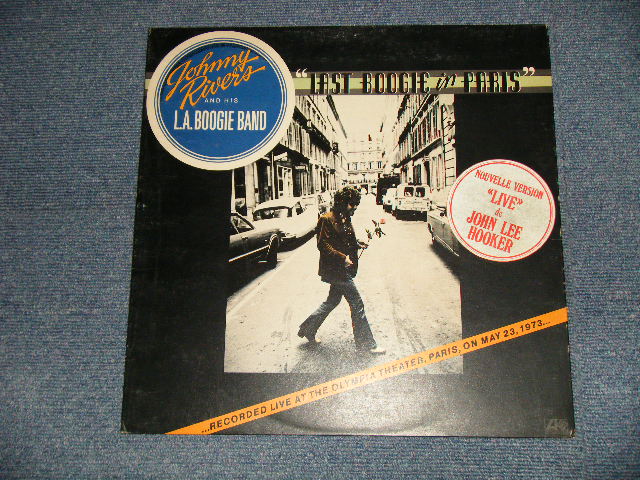 Johnny
Rivers
AND HIS
L.A. BOOGIE BAND
"LAST BOOGIE in PARIS"
NOUVELLE VERSION
«LIVE»
de
JOHN LEE
HOOKER
...RECORDED LIVE AT THE OLYMPIA THEATER, PARIS, ON MAY 23, 1973...